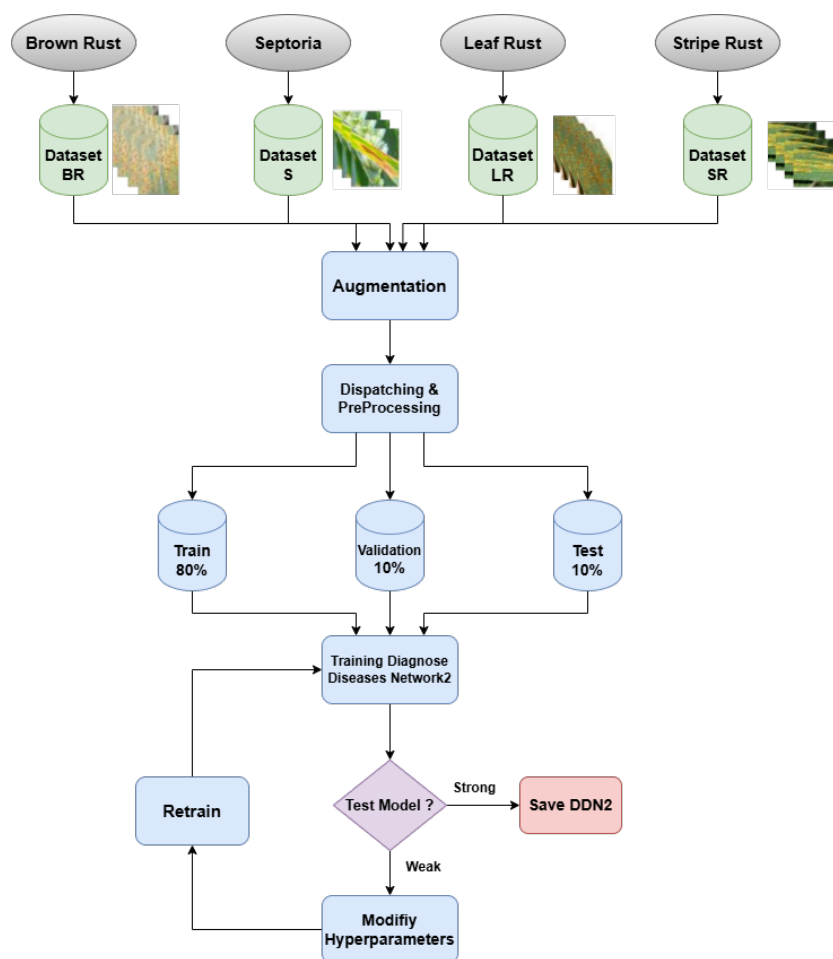 Brown Rust
Septoria
Leaf Rust
Stripe Rust
Dataset
BR
Dataset
S
Dataset
LR
Dataset
SR
Augmentation
Dispatching &
PreProcessing
Train
80%
Validation
10%
Test
10%
Training Diagnose
Diseases Network2
Test Model ?
Strong
Save DDN2
Retrain
Weak
Modifiy
Hyperparameters